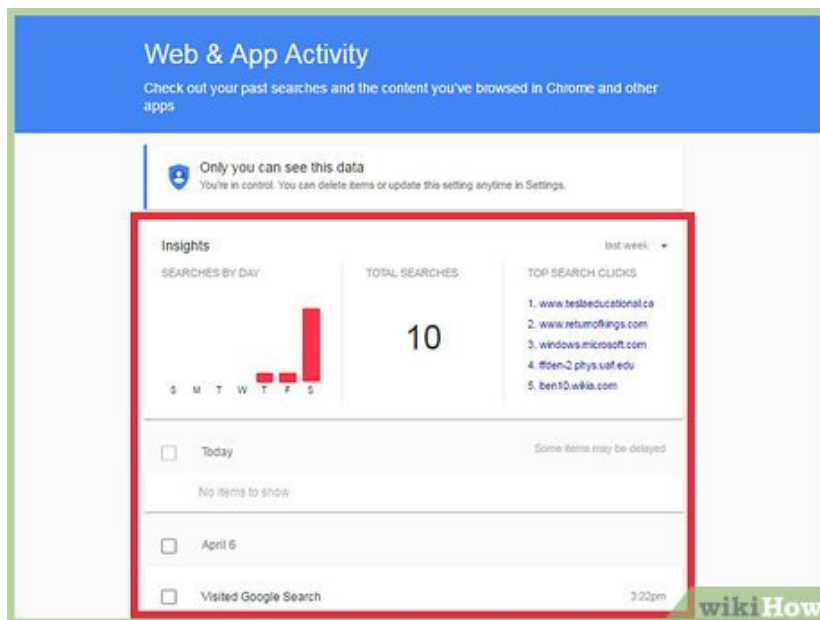 Web & App Activity
Check out your past searches and the content you've browsed in Chrome and other
apps
Only you can see this data
You're in control. You can delete items or update this setting anytime in Settings.
Insights
last week
SEARCHES BY DAY
TOTAL SEARCHES
TOP SEARCH CLICKS
10
1. www.teslaeducational.ca
2. www.returnofkings.com
3. windows.microsoft.com
4. ffden-2.phys.uaf.edu
5. ben10.wikia.com
S M T W T F S
Today
Some items may be delayed
No items to show
April 6
Visited Google Search
3:22pm
wikiHow